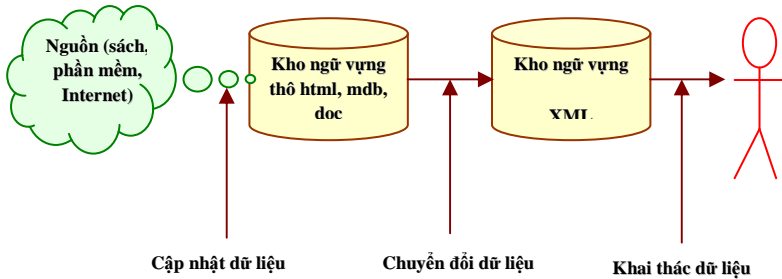 Nguồn (sách,
phần mềm,
Internet)
Kho ngữ vựng
thô html, mdb,
doc
Kho ngữ vựng
XML
Cập nhật dữ liệu
Chuyển đổi dữ liệu
Khai thác dữ liệu